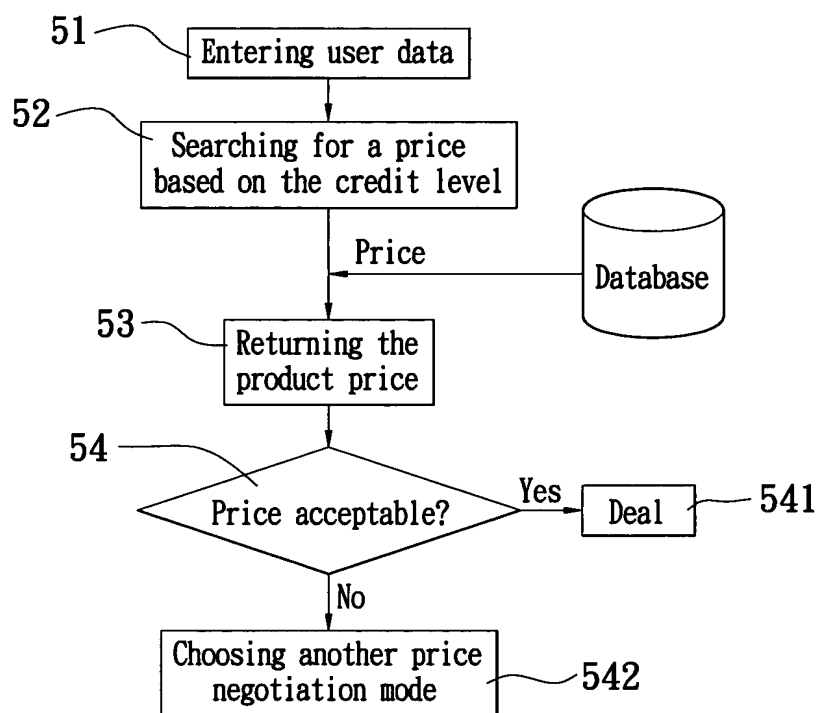 51
Entering user data
52
Searching for a price
based on the credit level
Price
Database
53
Returning the
product price
54
Price acceptable?
Yes
Deal
541
No
Choosing another price
negotiation mode
542